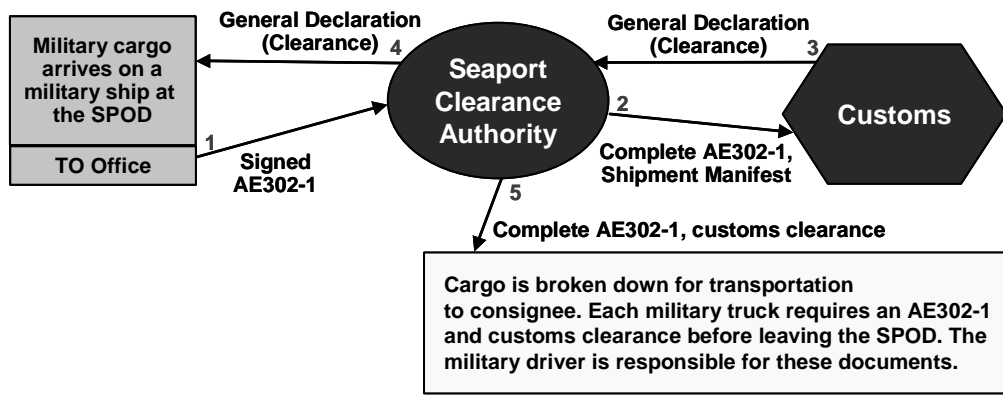 Military cargo
arrives on a
military ship at
the SPOD
TO Office
General Declaration
(Clearance)
4
1
Signed
AE302-1
Seaport
Clearance
Authority
General Declaration
(Clearance)
3
2
Complete AE302-1,
Shipment Manifest
Customs
5
Complete AE302-1, customs clearance
Cargo is broken down for transportation
to consignee. Each military truck requires an AE302-1
and customs clearance before leaving the SPOD. The
military driver is responsible for these documents.